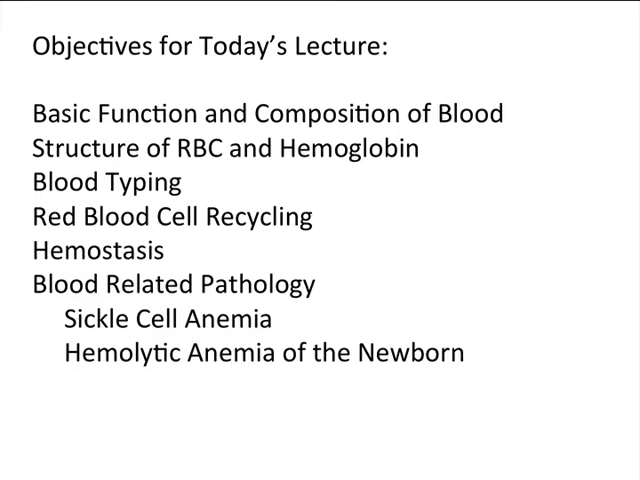 Objectives for Today’s Lecture:
Basic Function and Composition of Blood
Structure of RBC and Hemoglobin
Blood Typing
Red Blood Cell Recycling
Hemostasis
Blood Related Pathology
Sickle Cell Anemia
Hemolytic Anemia of the Newborn